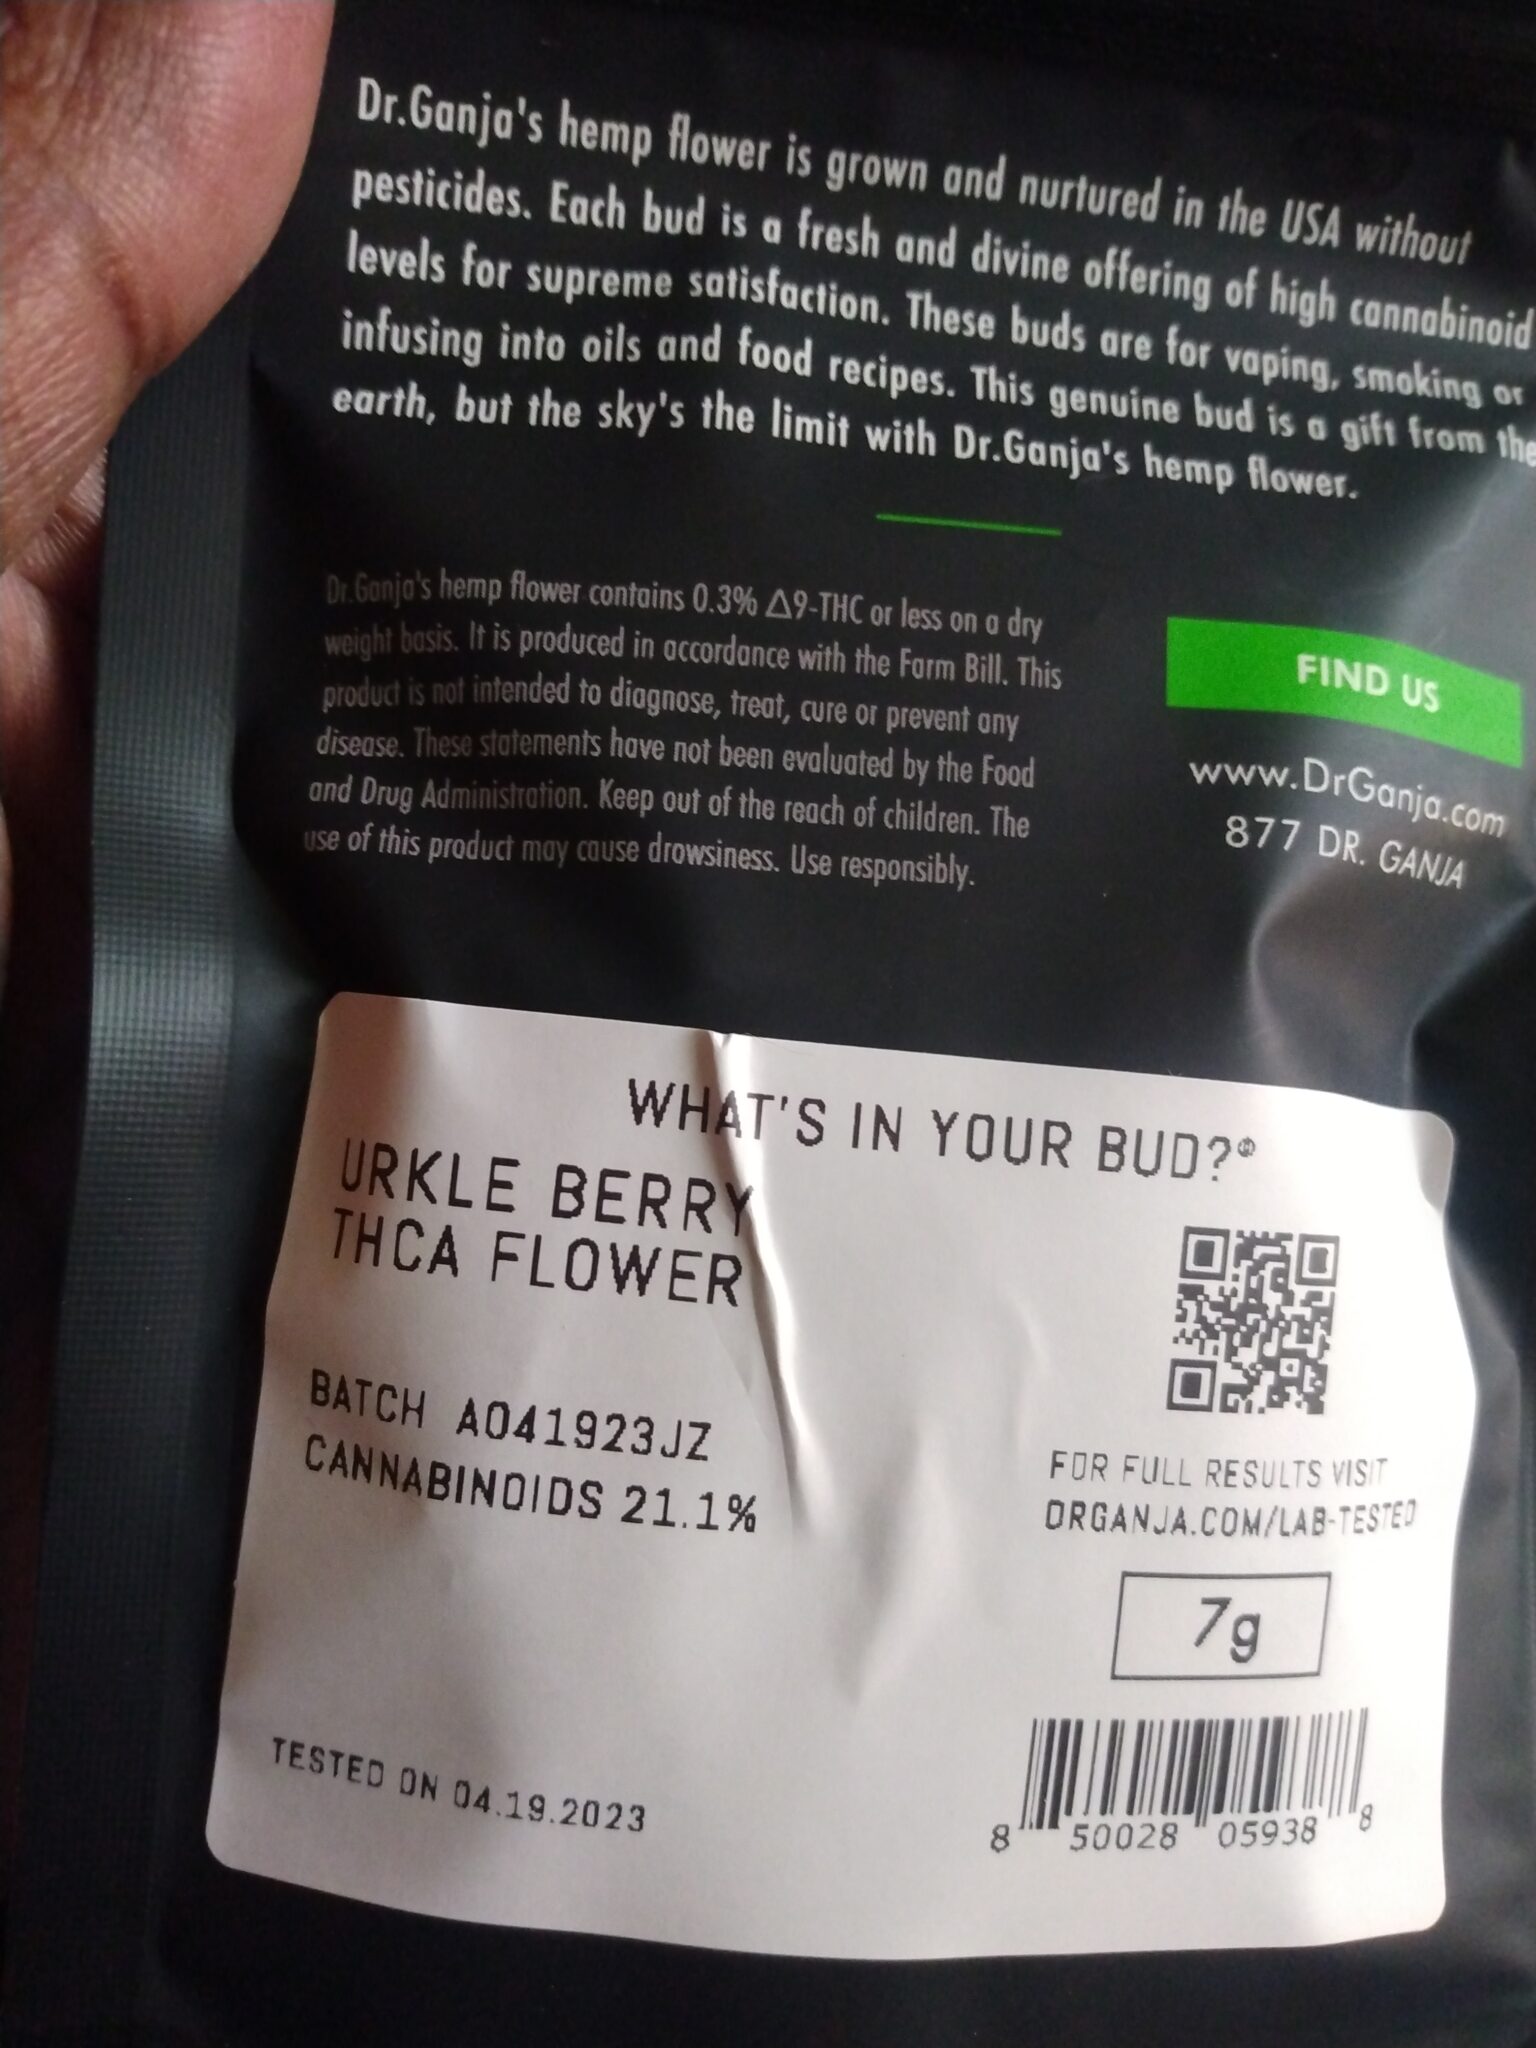 Dr.Ganja's hemp flower is grown and nurtured in the USA without
pesticides. Each bud is a fresh and divine offering of high cannabinoid
levels for supreme satisfaction. These buds are for vaping, smoking or
infusing into oils and food recipes. This genuine bud is a gift from the
earth, but the sky's the limit with Dr.Ganja's hemp flower.
Dr.Ganja's hemp flower contains 0.3% Δ9-THC or less on a dry
weight basis. It is produced in accordance with the Farm Bill. This
product is not intended to diagnose, treat, cure or prevent any
disease. These statements have not been evaluated by the Food
and Drug Administration. Keep out of the reach of children. The
use of this product may cause drowsiness. Use responsibly.
FIND US
www.DrGanja.com
877 DR. GANJA
WHAT'S IN YOUR BUD?®
URKLE BERRY
THCA FLOWER
BATCH A041923JZ
CANNABINOIDS 21.1%
FOR FULL RESULTS VISIT
DRGANJA.COM/LAB-TESTED
7g
TESTED ON 04.19.2023
8 50028 05938 8